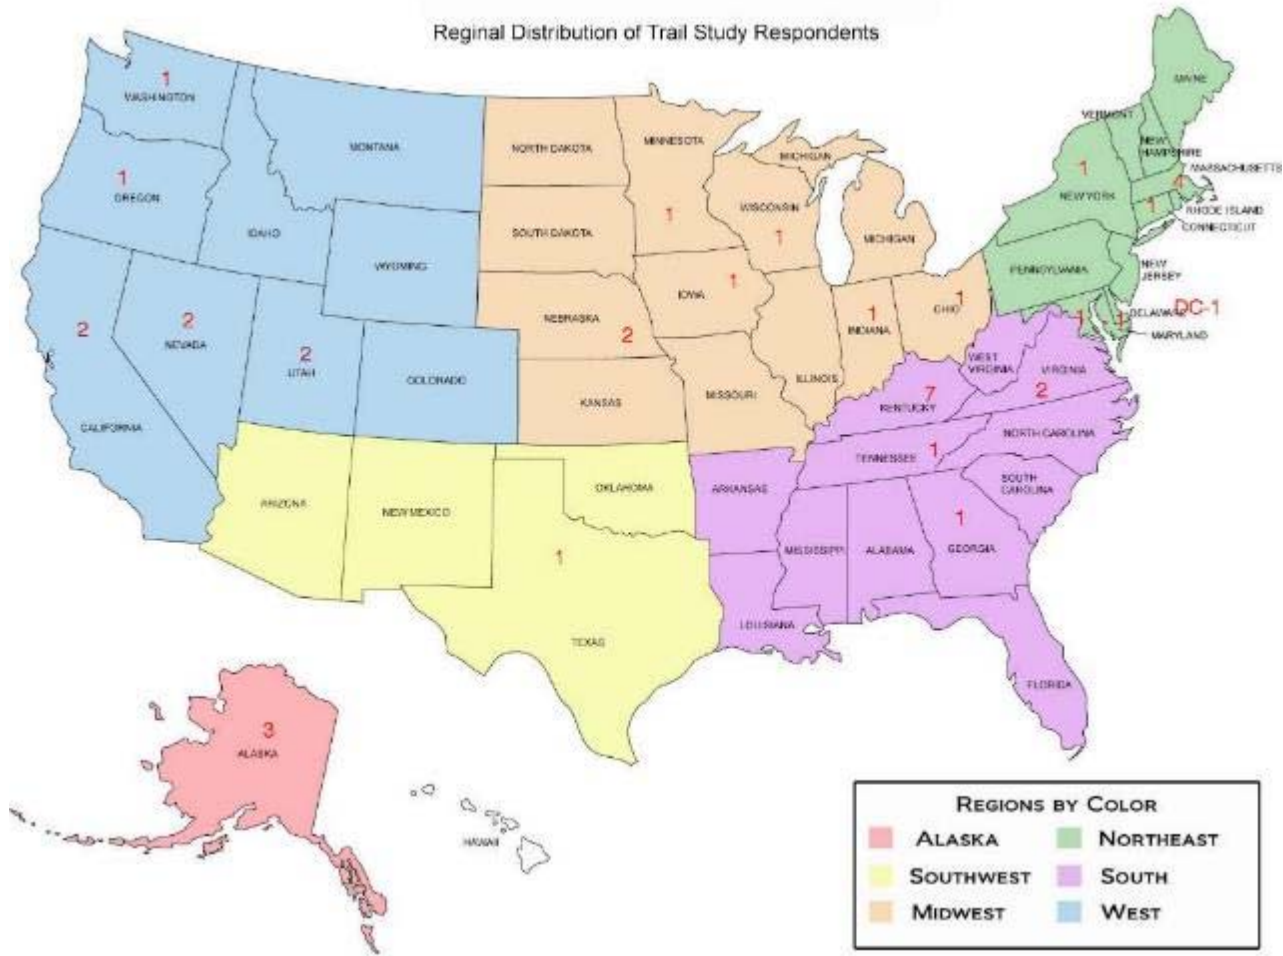 Reginal Distribution of Trail Study Respondents
1
WASHINGTON
1
OREGON
MONTANA
IDAHO
WYOMING
2
CALIFORNIA
2
NEVADA
2
UTAH
COLORADO
NORTH DAKOTA
SOUTH DAKOTA
NEBRASKA
2
KANSAS
MINNESOTA
1
IOWA
1
MISSOURI
WISCONSIN
1
ILLINOIS
MICHIGAN
MICHIGAN
1
INDIANA
1
OHIO
MAINE
VERMONT
NEW
HAMPSHIRE
MASSACHUSETTS
1
NEW YORK
1
RHODE ISLAND
CONNECTICUT
PENNSYLVANIA
NEW
JERSEY
1
1
DELAWARE
DC-1
MARYLAND
WEST
VIRGINIA
VIRGINIA
2
7
KENTUCKY
NORTH CAROLINA
TENNESSEE
1
SOUTH
CAROLINA
ARKANSAS
MISSISSIPPI
ALABAMA
1
GEORGIA
LOUISIANA
FLORIDA
ARIZONA
NEW MEXICO
OKLAHOMA
1
TEXAS
3
ALASKA
HAWAII
REGIONS BY COLOR
ALASKA
NORTHEAST
SOUTHWEST
SOUTH
MIDWEST
WEST